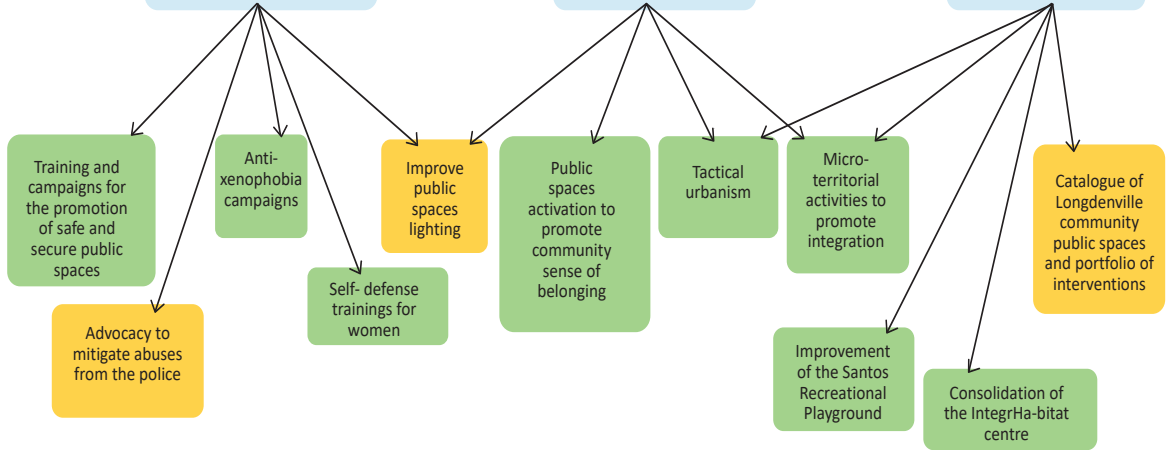 Training and
campaigns for
the promotion
of safe and
secure public
spaces
Advocacy to
mitigate abuses
from the police
Anti-
xenophobia
campaigns
Self- defense
trainings for
women
Improve
public
spaces
lighting
Public
spaces
activation to
promote
community
sense of
belonging
Tactical
urbanism
Micro-
territorial
activities to
promote
integration
Improvement
of the Santos
Recreational
Playground
Consolidation of
the IntegrHa-bitat
centre
Catalogue of
Longdenville
community
public spaces
and portfolio of
interventions